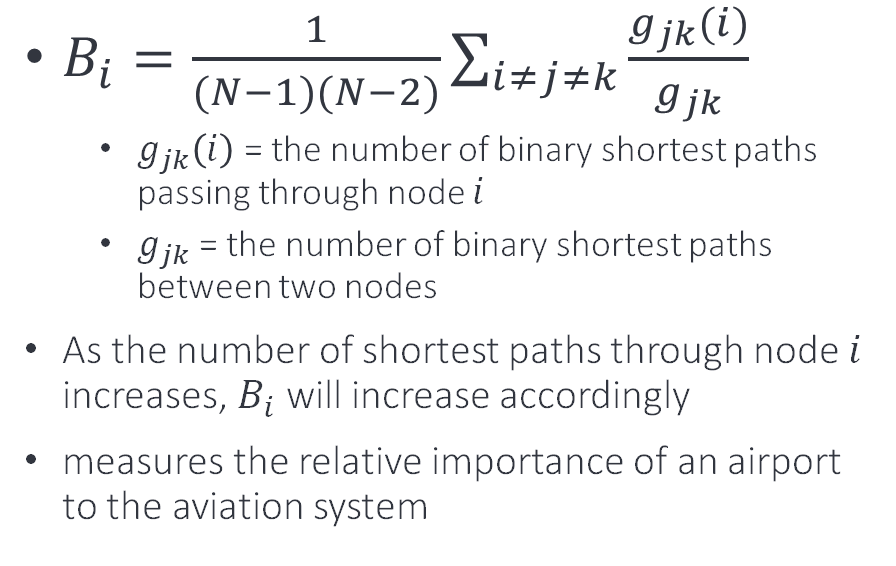 • B_i = \frac{1}{(N−1)(N−2)} \sum_{i≠j≠k} \frac{g_{jk}(i)}{g_{jk}}
• g_{jk}(i) = the number of binary shortest paths
passing through node i
• g_{jk} = the number of binary shortest paths
between two nodes
• As the number of shortest paths through node i
increases, B_i will increase accordingly
• measures the relative importance of an airport
to the aviation system